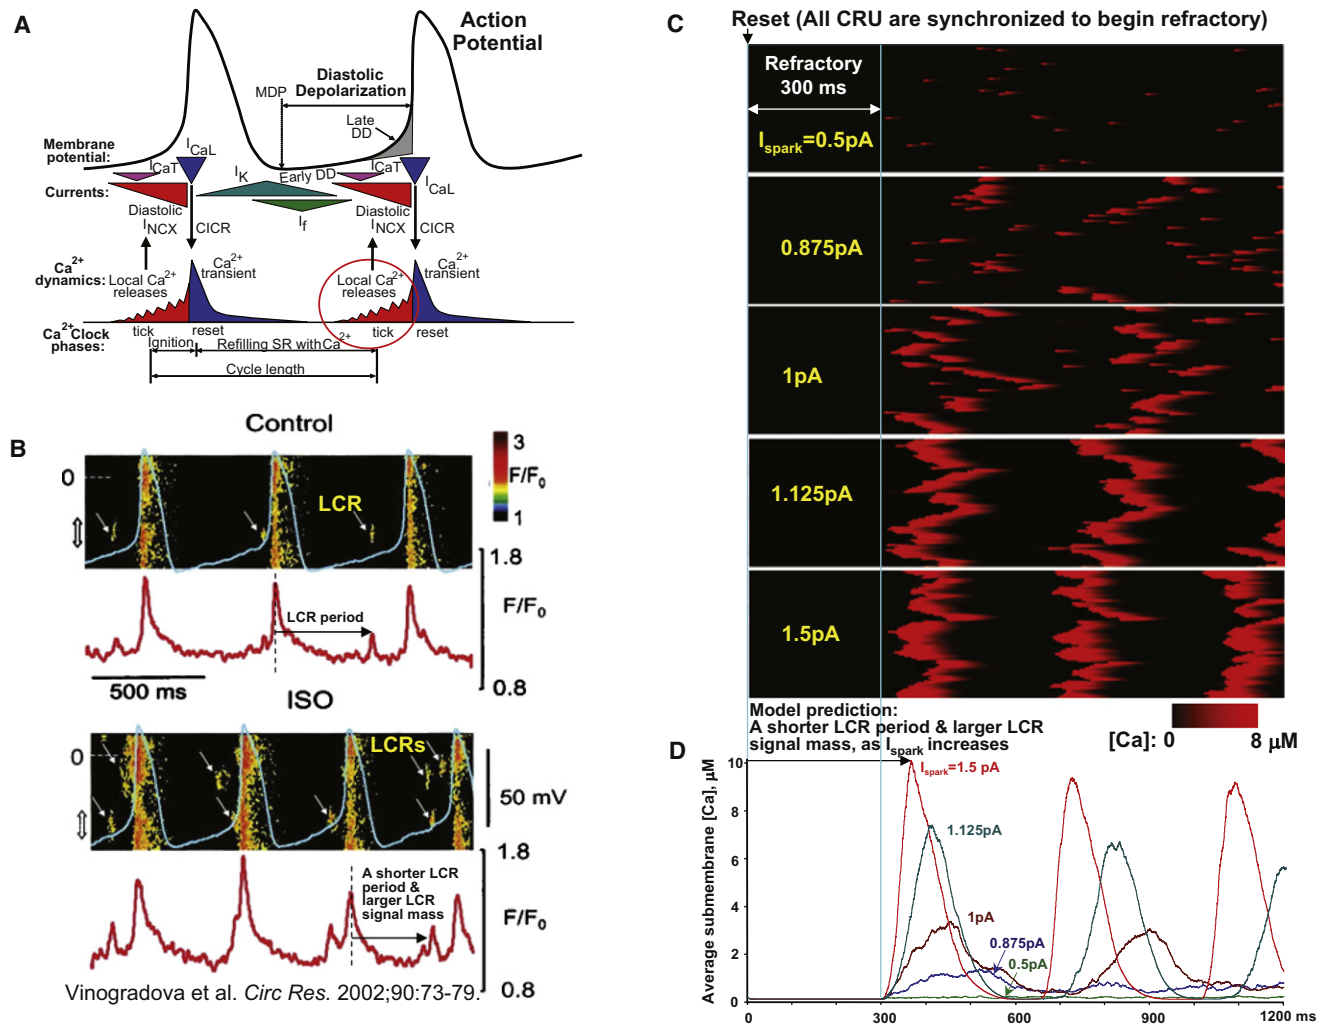 A
Action
Potential
Diastolic
Depolarization
MDP
Late
DD
Membrane
potential:
ICaL
ICaT
IK
Early DD
ICaT
ICaL
Currents:
Diastolic
INCX
CICR
If
Diastolic
INCX
CICR
Ca2+
dynamics:
Local Ca2+
releases
Ca2+
transient
Local Ca2+
releases
Ca2+
transient
Ca2+ Clock
phases:
tick
reset
tick
reset
Ignition
Refilling SR with Ca2+
Cycle length
B
Control
0
LCR
3
F/F0
1
1.8
F/F0
0.8
LCR period
500 ms
ISO
0
LCRs
50 mV
1.8
F/F0
0.8
A shorter LCR
period &
larger LCR
signal mass
Vinogradova et al. Circ Res. 2002;90:73-79.
C
Reset (All CRU are synchronized to begin refractory)
Refractory
300 ms
Ispark=0.5pA
0.875pA
1pA
1.125pA
1.5pA
Model prediction:
A shorter LCR period & larger LCR
signal mass, as Ispark increases
[Ca]: 0
8 µM
D
Average submembrane [Ca], µM
10
8
6
4
2
0
Ispark=1.5 pA
1.125pA
1pA
0.875pA
0.5pA
0
300
600
900
1200 ms